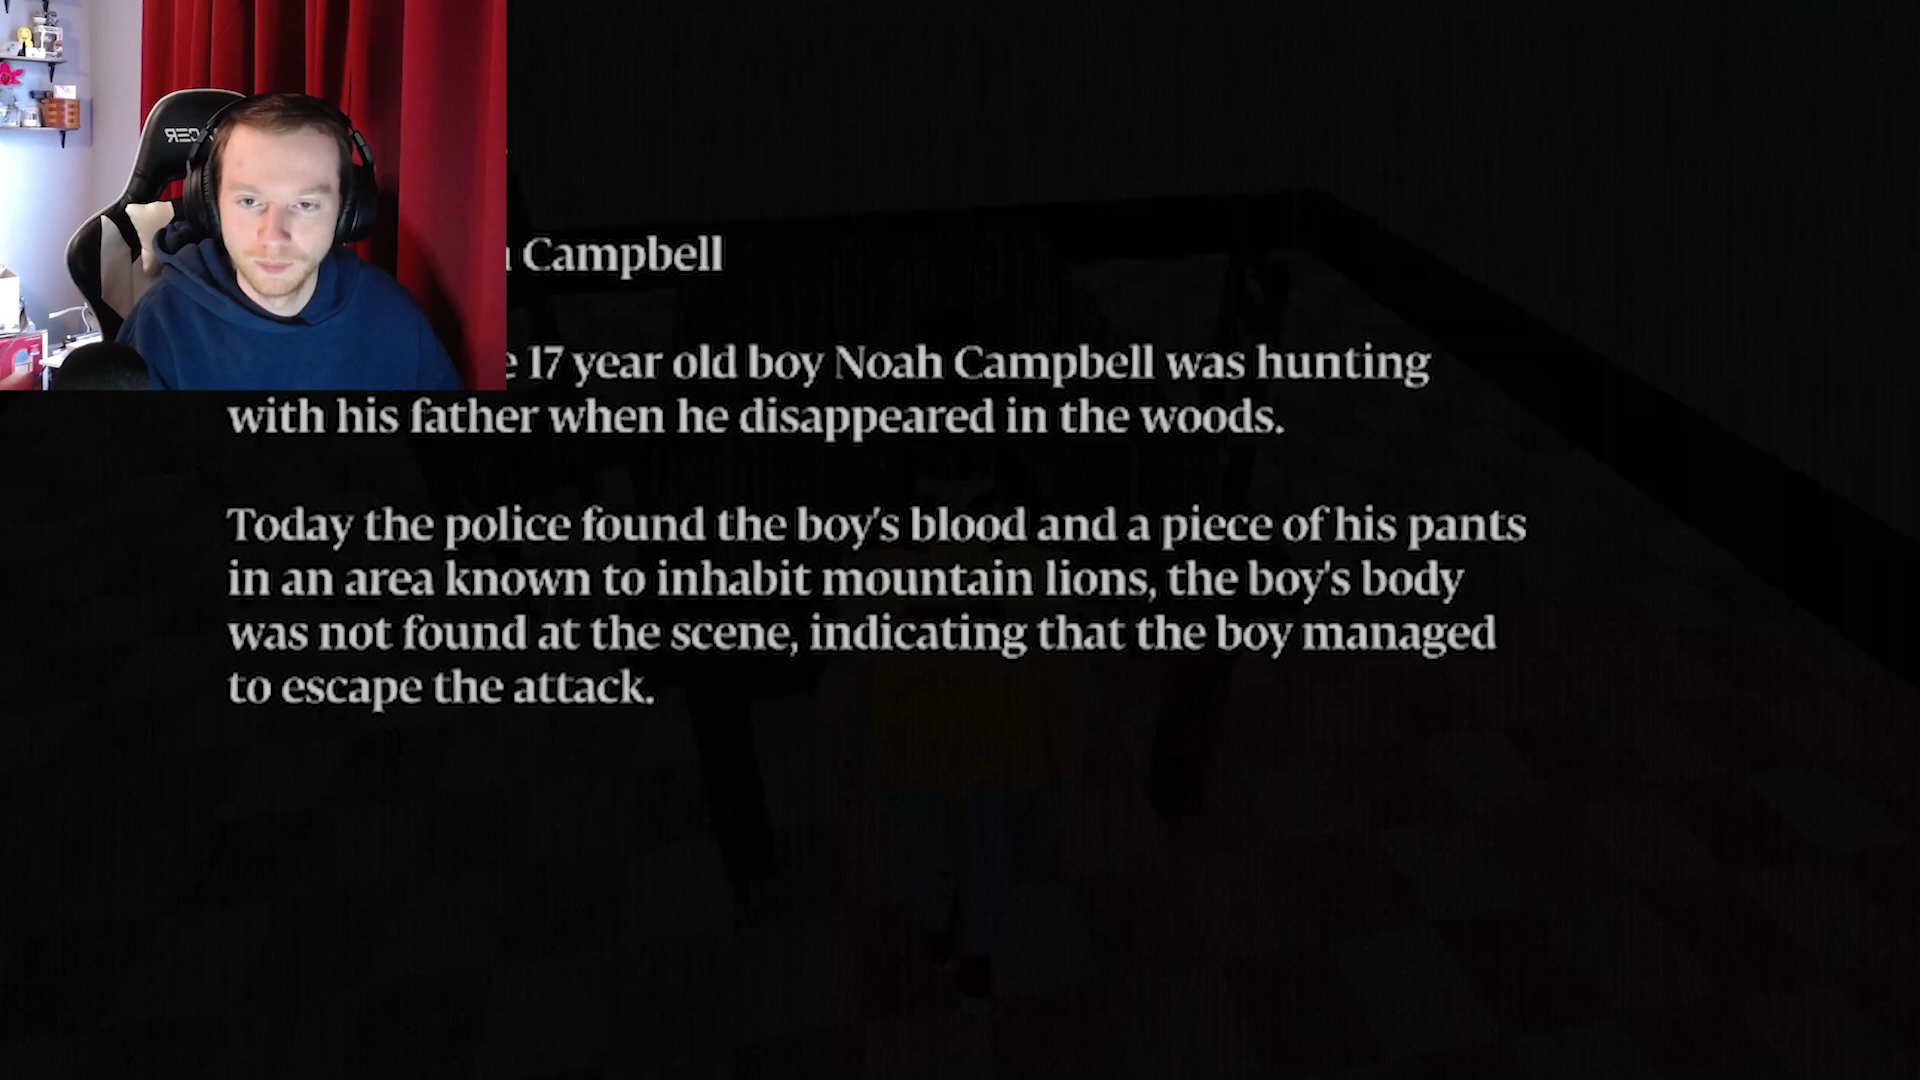 Campbell
17 year old boy Noah Campbell was hunting
with his father when he disappeared in the woods.
Today the police found the boy's blood and a piece of his pants
in an area known to inhabit mountain lions, the boy's body
was not found at the scene, indicating that the boy managed
to escape the attack.